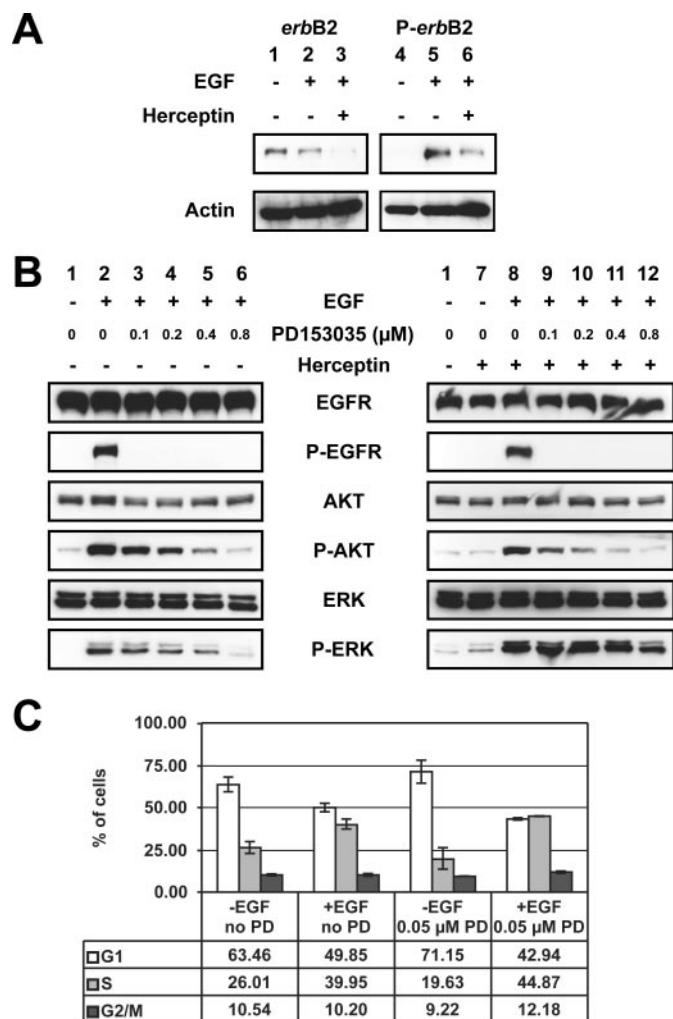 A
erbB2 P-erbB2
1 2 3 4 5 6
EGF - + + - + +
Herceptin - - + - - +
Actin
B
1 2 3 4 5 6 1 7 8 9 10 11 12
- + + + + + EGF - - + + + + +
0 0 0.1 0.2 0.4 0.8 PD153035 (μM) 0 0 0 0.1 0.2 0.4 0.8
- - - - - - Herceptin - + + + + + +
EGFR
P-EGFR
AKT
P-AKT
ERK
P-ERK
C
100.00
75.00
50.00
25.00
0.00
% of cells
-EGF +EGF -EGF +EGF
no PD no PD 0.05 μM PD 0.05 μM PD
G1 63.46 49.85 71.15 42.94
S 26.01 39.95 19.63 44.87
G2/M 10.54 10.20 9.22 12.18